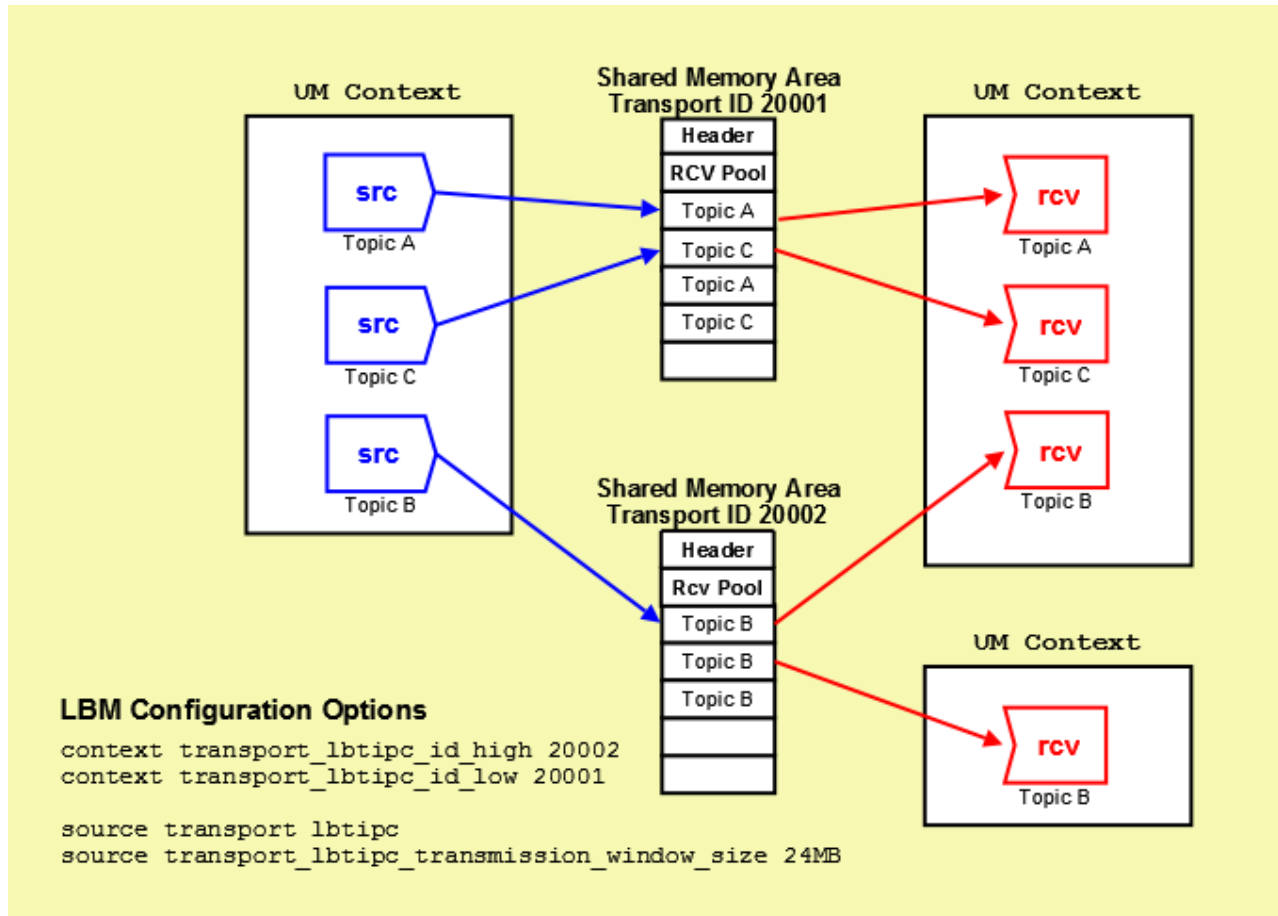 UM Context
src
Topic A
src
Topic C
src
Topic B
Shared Memory Area
Transport ID 20001
Header
RCV Pool
Topic A
Topic C
Topic A
Topic C
UM Context
rcv
Topic A
rcv
Topic C
rcv
Topic B
Shared Memory Area
Transport ID 20002
Header
Rcv Pool
Topic B
Topic B
Topic B
UM Context
rcv
Topic B
LBM Configuration Options
context transport_lbtipc_id_high 20002
context transport_lbtipc_id_low 20001
source transport lbtipc
source transport_lbtipc_transmission_window_size 24MB